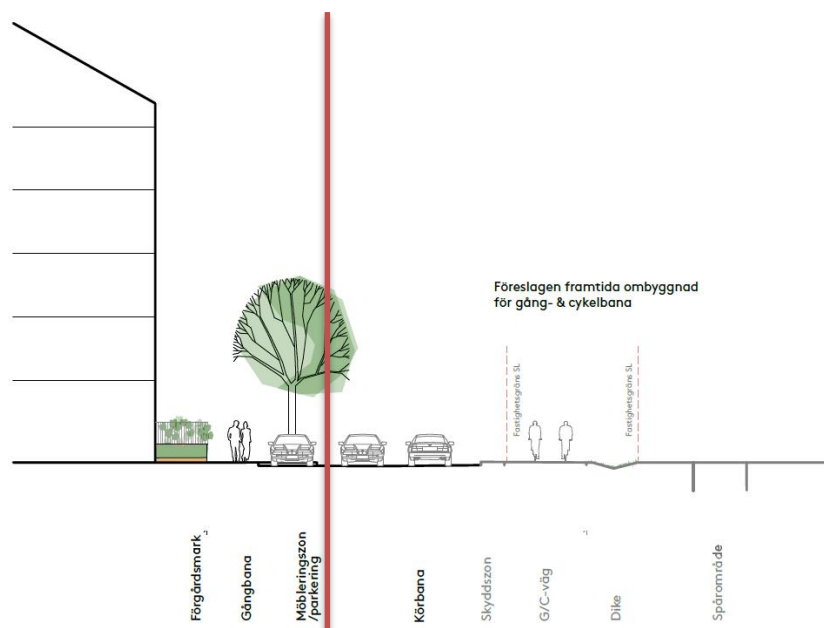 Föreslagen framtida ombyggnad
för gång- & cykelbana
Fastighetsgräns SL
Fastighetsgräns SL
Förgårdsmark
Gångbana
Möbleringszon
/parkering
Körbana
Skyddszon
G/C-väg
Dike
Spårområde